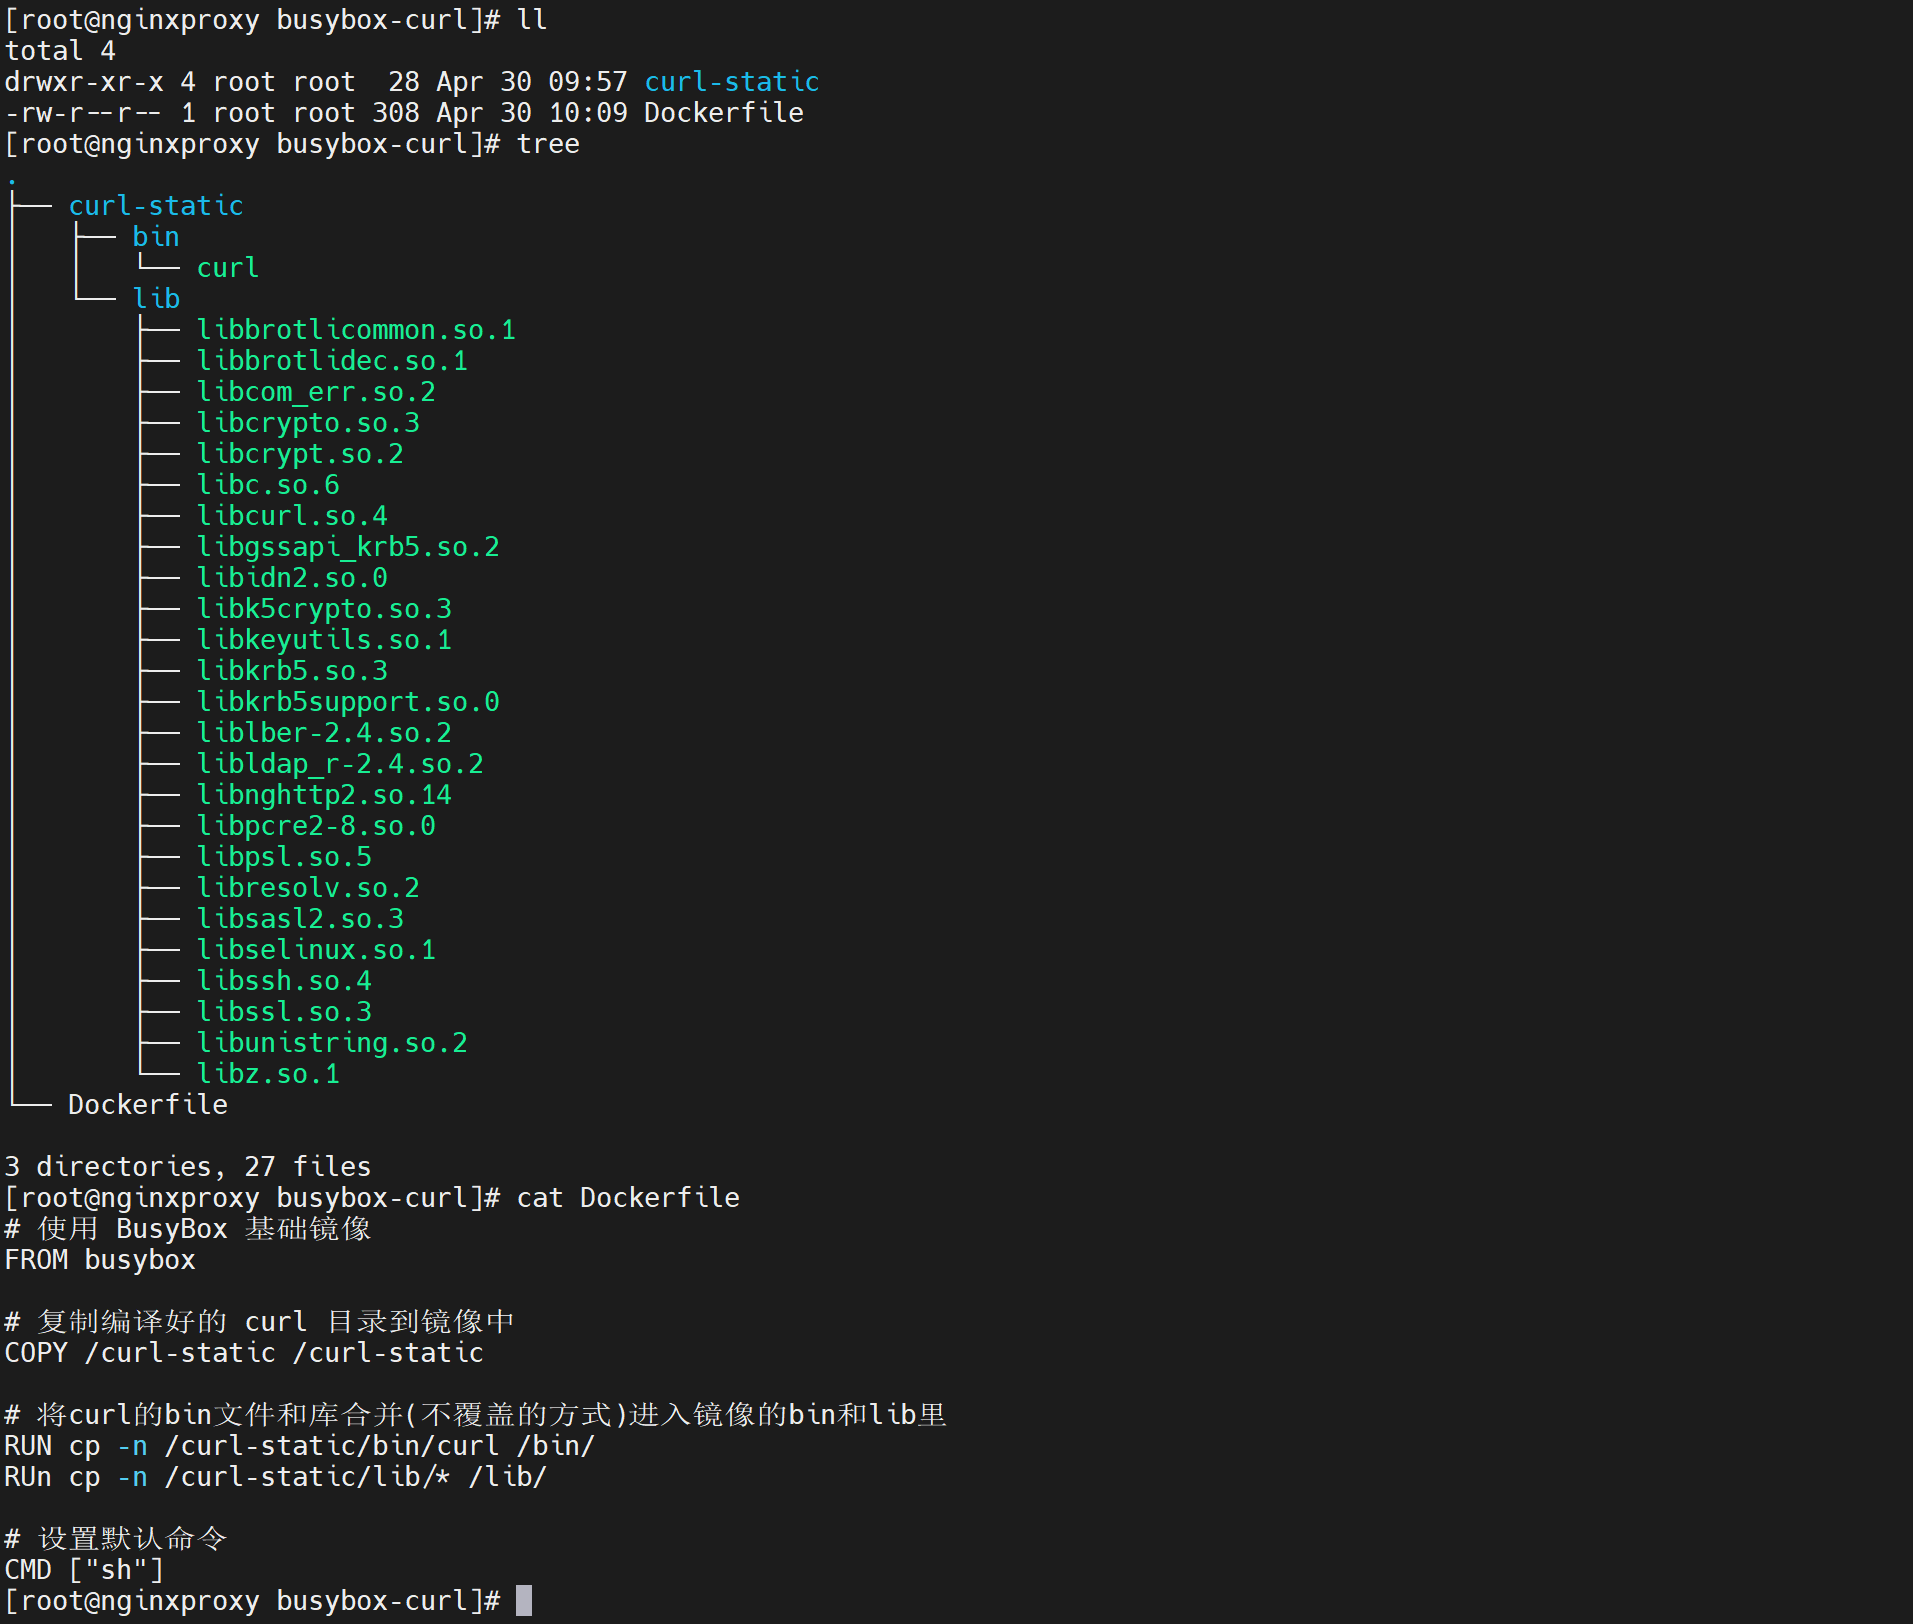 [root@nginxproxy busybox-curl]# ll
total 4
drwxr-xr-x 4 root root  28 Apr 30 09:57 curl-static
-rw-r--r-- 1 root root 308 Apr 30 10:09 Dockerfile
[root@nginxproxy busybox-curl]# tree
.
├── curl-static
│   ├── bin
│   │   └── curl
│   └── lib
│       ├── libbrotlicommon.so.1
│       ├── libbrotlidec.so.1
│       ├── libcom_err.so.2
│       ├── libcrypto.so.3
│       ├── libcrypt.so.2
│       ├── libc.so.6
│       ├── libcurl.so.4
│       ├── libgssapi_krb5.so.2
│       ├── libidn2.so.0
│       ├── libk5crypto.so.3
│       ├── libkeyutils.so.1
│       ├── libkrb5.so.3
│       ├── libkrb5support.so.0
│       ├── liblber-2.4.so.2
│       ├── libldap_r-2.4.so.2
│       ├── libnghttp2.so.14
│       ├── libpcre2-8.so.0
│       ├── libpsl.so.5
│       ├── libresolv.so.2
│       ├── libsasl2.so.3
│       ├── libselinux.so.1
│       ├── libssh.so.4
│       ├── libssl.so.3
│       ├── libunistring.so.2
│       └── libz.so.1
└── Dockerfile

3 directories, 27 files
[root@nginxproxy busybox-curl]# cat Dockerfile
# 使用 BusyBox 基础镜像
FROM busybox

# 复制编译好的 curl 目录到镜像中
COPY /curl-static /curl-static

# 将curl的bin文件和库合并(不覆盖的方式)进入镜像的bin和lib里
RUN cp -n /curl-static/bin/curl /bin/
RUn cp -n /curl-static/lib/* /lib/

# 设置默认命令
CMD ["sh"]
[root@nginxproxy busybox-curl]#